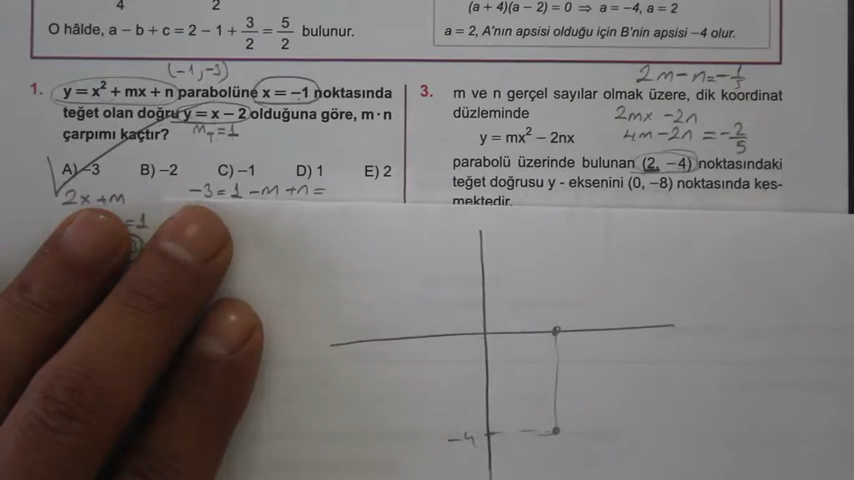 4 2
O hâlde, a − b + c = 2 − 1 + 3/2 = 5/2 bulunur.
(a + 4)(a − 2) = 0 ⇒ a = −4, a = 2
a = 2, A'nın apsisi olduğu için B'nin apsisi −4 olur.
(-1, -3)
1. y = x² + mx + n parabolüne x = −1 noktasında
teğet olan doğru y = x − 2 olduğuna göre, m · n
çarpımı kaçtır?
mT = 1
A) −3 B) −2 C) −1 D) 1 E) 2
2x + m
-3 = 1 - m + n =
= 1
2m - n = -1/5
3. m ve n gerçel sayılar olmak üzere, dik koordinat
düzleminde
2mx - 2n
y = mx² − 2nx
4m - 2n = -2/5
parabolü üzerinde bulunan (2, −4) noktasındaki
teğet doğrusu y - eksenini (0, −8) noktasında kes-
mektedir.
-4